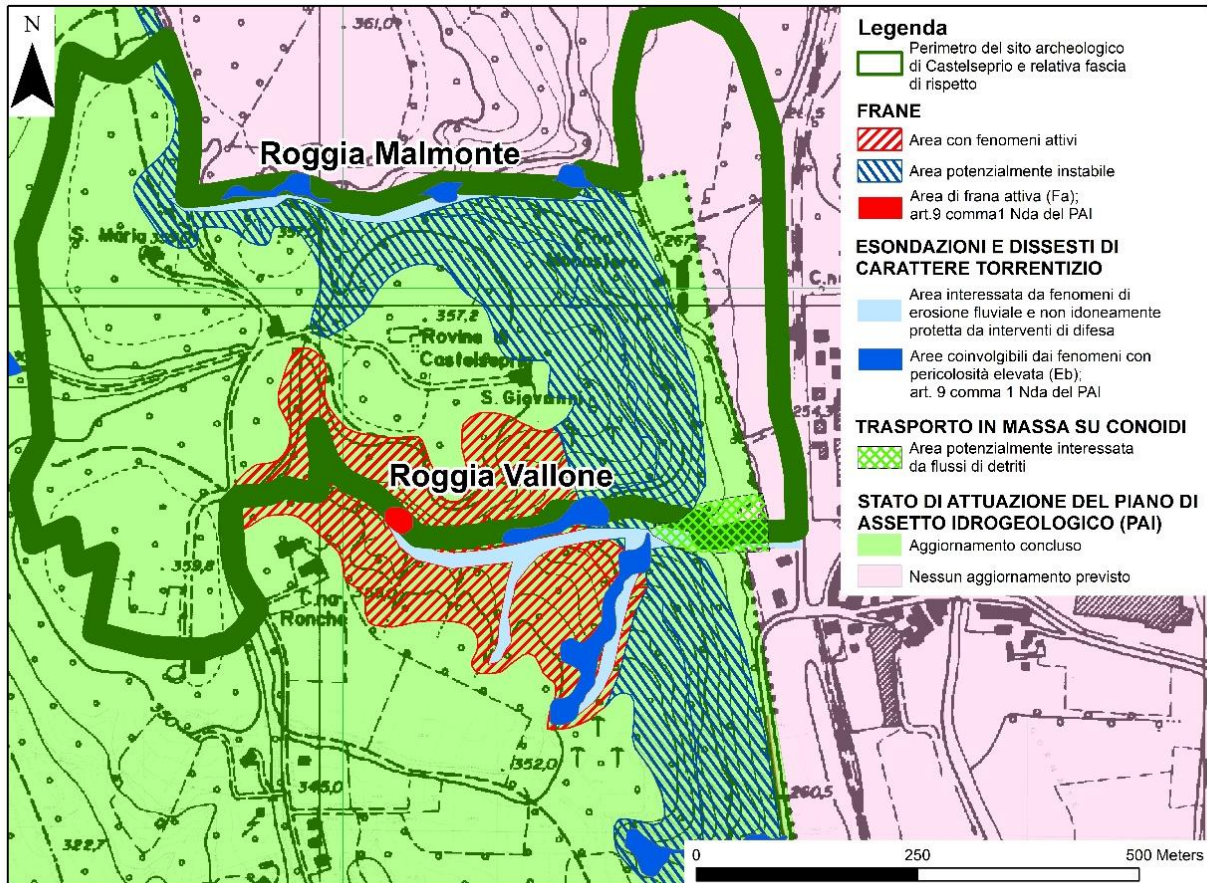 N
361,0
Legenda
Perimetro del sito archeologico
di Castelseprio e relativa fascia
di rispetto
FRANE
Area con fenomeni attivi
Area potenzialmente instabile
Area di frana attiva (Fa);
art.9 comma1 Nda del PAI
ESONDAZIONI E DISSESTI DI
CARATTERE TORRENTIZIO
Area interessata da fenomeni di
erosione fluviale e non idoneamente
protetta da interventi di difesa
Aree coinvolgibili dai fenomeni con
pericolosità elevata (Eb);
art. 9 comma 1 Nda del PAI
TRASPORTO IN MASSA SU CONOIDI
Area potenzialmente interessata
da flussi di detriti
STATO DI ATTUAZIONE DEL PIANO DI
ASSETTO IDROGEOLOGICO (PAI)
Aggiornamento concluso
Nessun aggiornamento previsto
Roggia Malmonte
S. Maria
357,2
Rovine
Castelseprio
S. Giovanni
254,3
Roggia Vallone
359,8
C.na
Ronche
352,0
345,0
322,7
350
260,5
0 250 500 Meters